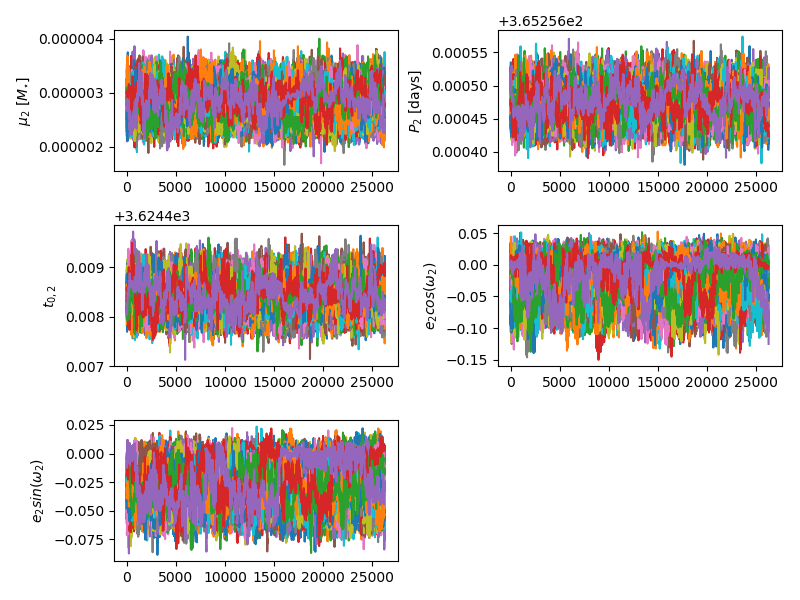 +3.65256e2
0.000004
0.000003
0.000002
μ₂ [M⋆]
0 5000 10000 15000 20000 25000
0.00055
0.00050
0.00045
0.00040
P₂ [days]
0 5000 10000 15000 20000 25000
+3.6244e3
0.009
0.008
0.007
t₀,₂
0 5000 10000 15000 20000 25000
0.05
0.00
−0.05
−0.10
−0.15
e₂cos(ω₂)
0 5000 10000 15000 20000 25000
0.025
0.000
−0.025
−0.050
−0.075
e₂sin(ω₂)
0 5000 10000 15000 20000 25000